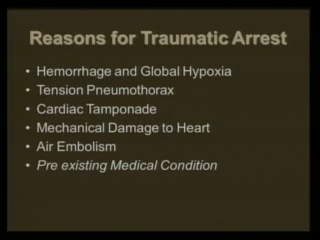 Reasons for Traumatic Arrest
• Hemorrhage and Global Hypoxia
• Tension Pneumothorax
• Cardiac Tamponade
• Mechanical Damage to Heart
• Air Embolism
• Pre existing Medical Condition